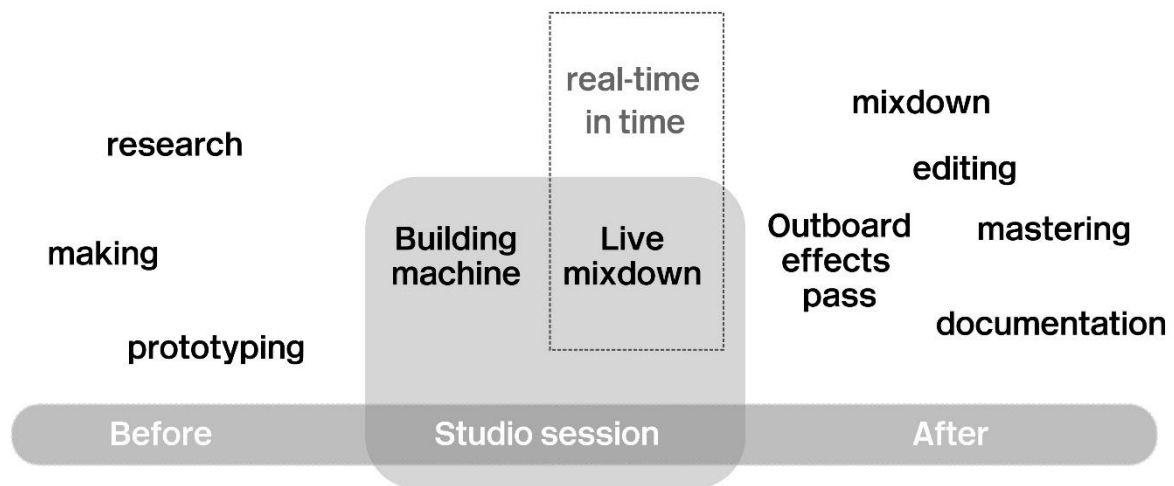 real-time
in time
research
making
prototyping
Building
machine
Live
mixdown
mixdown
editing
Outboard
effects
pass
mastering
documentation
Before
Studio session
After